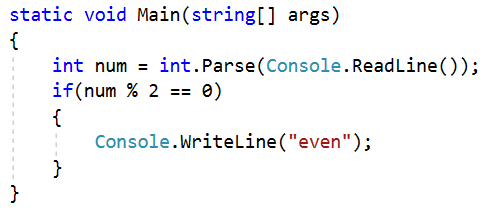 static void Main(string[] args)
{
    int num = int.Parse(Console.ReadLine());
    if(num % 2 == 0)
    {
        Console.WriteLine("even");
    }
}